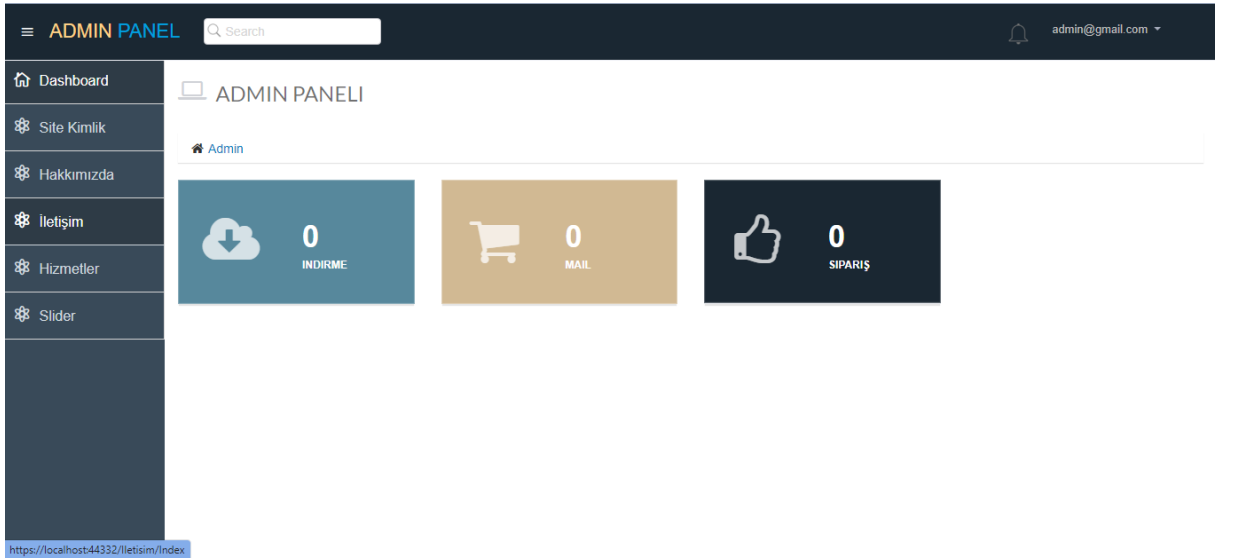 ADMIN PANEL
Search
admin@gmail.com
Dashboard
Site Kimlik
Hakkımızda
İletişim
Hizmetler
Slider
ADMIN PANELI
Admin
0
INDIRME
0
MAIL
0
SIPARIŞ
https://localhost:44332/Iletisim/Index